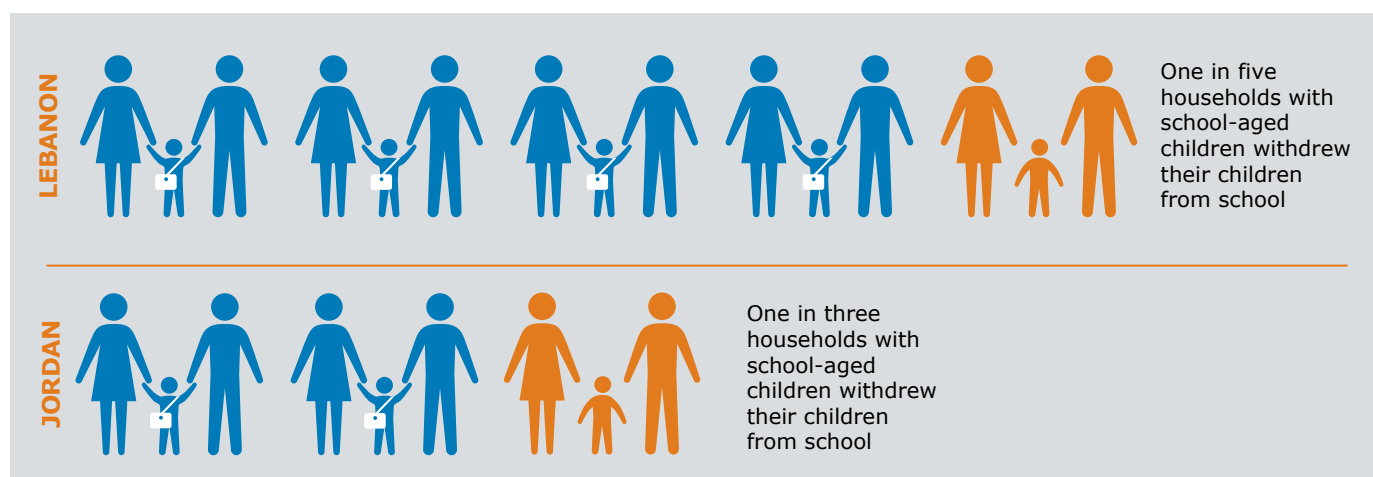 LEBANON
One in five
households with
school-aged
children withdrew
their children
from school
JORDAN
One in three
households with
school-aged
children withdrew
their children
from school